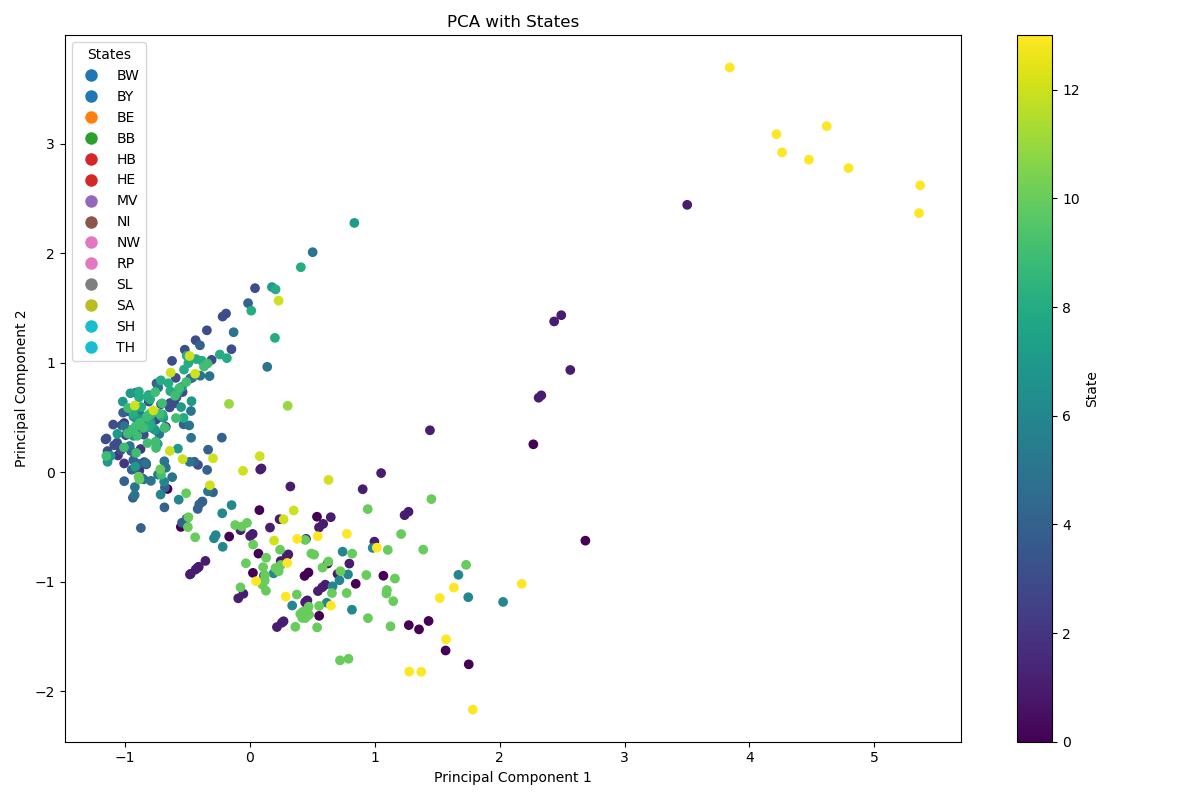 PCA with States
States
BW
BY
BE
BB
HB
HE
MV
NI
NW
RP
SL
SA
SH
TH
3
2
1
0
−1
−2
Principal Component 2
−1 0 1 2 3 4 5
Principal Component 1
12
10
8
6
4
2
0
State